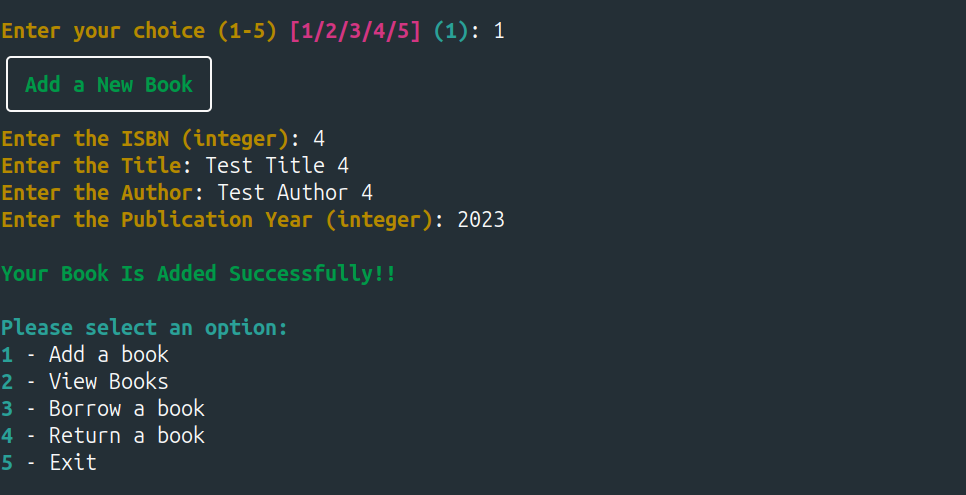 Enter your choice (1-5) [1/2/3/4/5] (1): 1
Add a New Book
Enter the ISBN (integer): 4
Enter the Title: Test Title 4
Enter the Author: Test Author 4
Enter the Publication Year (integer): 2023
Your Book Is Added Successfully!!
Please select an option:
1 - Add a book
2 - View Books
3 - Borrow a book
4 - Return a book
5 - Exit